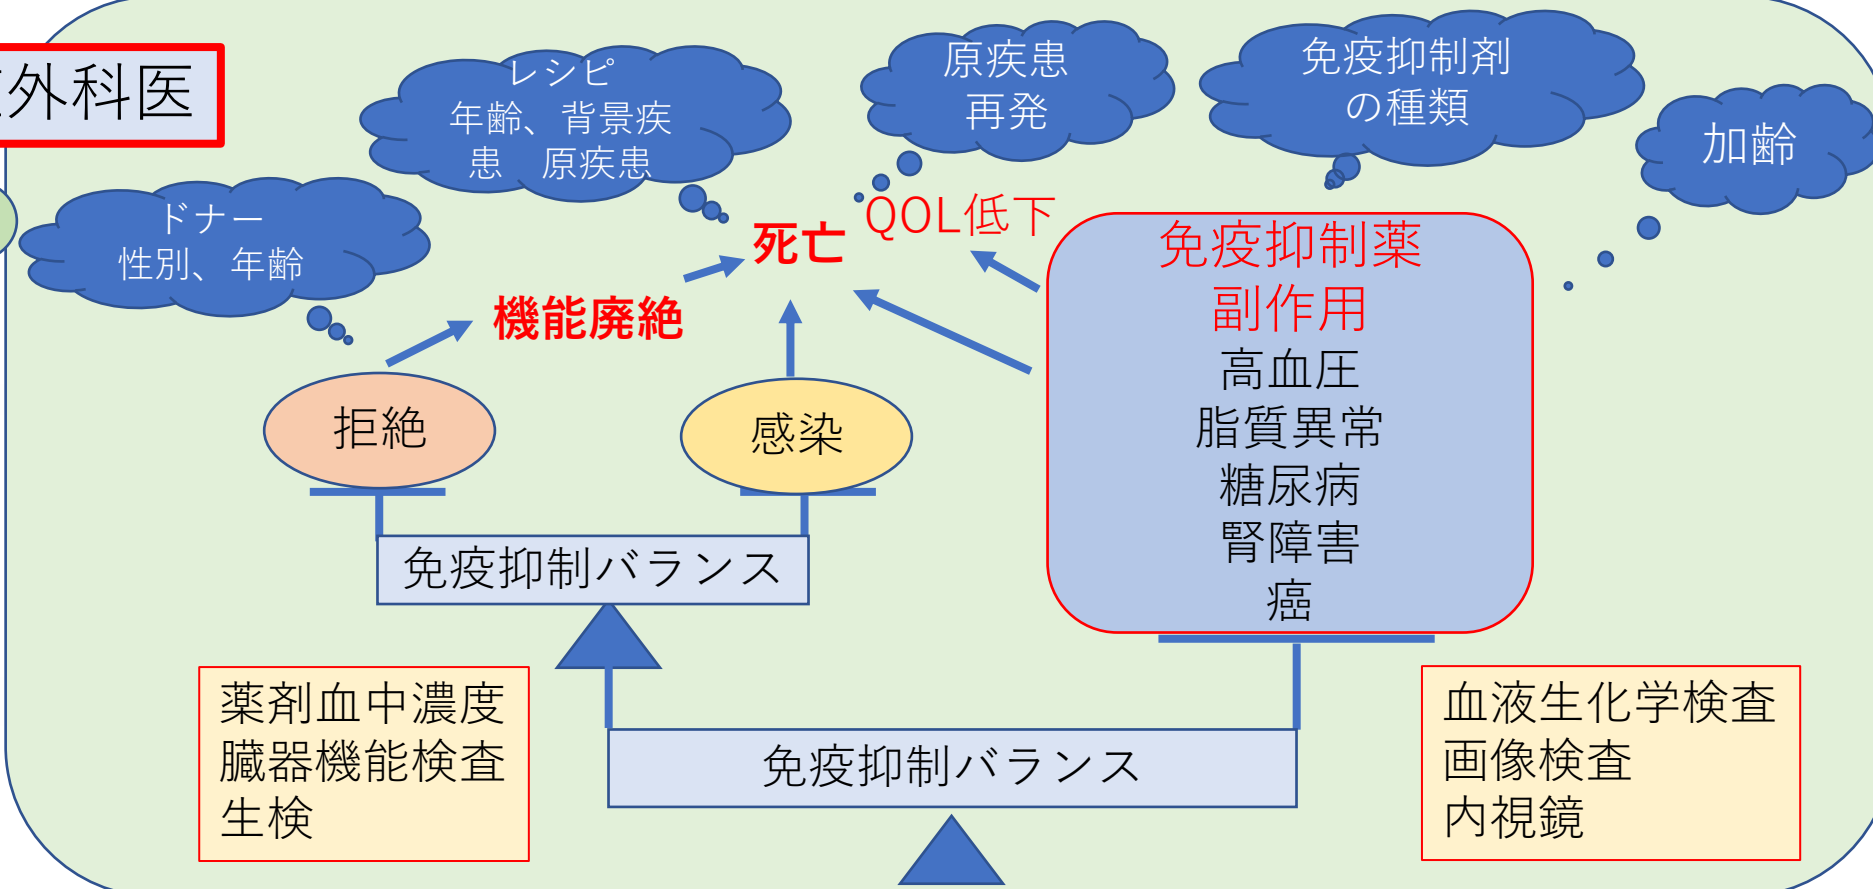 外科医
レシピ
年齢、背景疾
患　原疾患
原疾患
再発
免疫抑制剤
の種類
加齢
ドナー
性別、年齢
死亡
QOL低下
機能廃絶
免疫抑制薬
副作用
高血圧
脂質異常
糖尿病
腎障害
癌
拒絶
感染
免疫抑制バランス
薬剤血中濃度
臓器機能検査
生検
免疫抑制バランス
血液生化学検査
画像検査
内視鏡